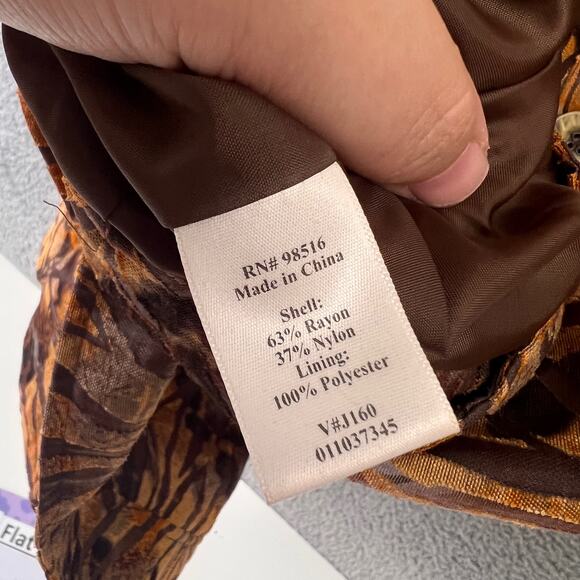 RN# 98516
Made in China
Shell:
63% Rayon
37% Nylon
Lining:
100% Polyester
V#J160
011037345
Flat